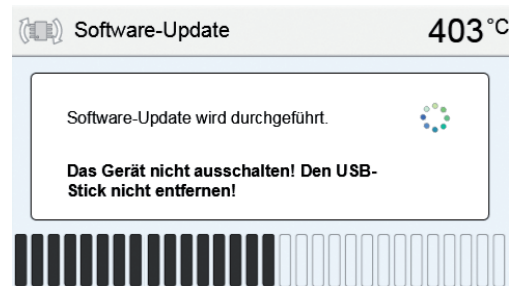 Software-Update 403 °C
Software-Update wird durchgeführt.
Das Gerät nicht ausschalten! Den USB-
Stick nicht entfernen!